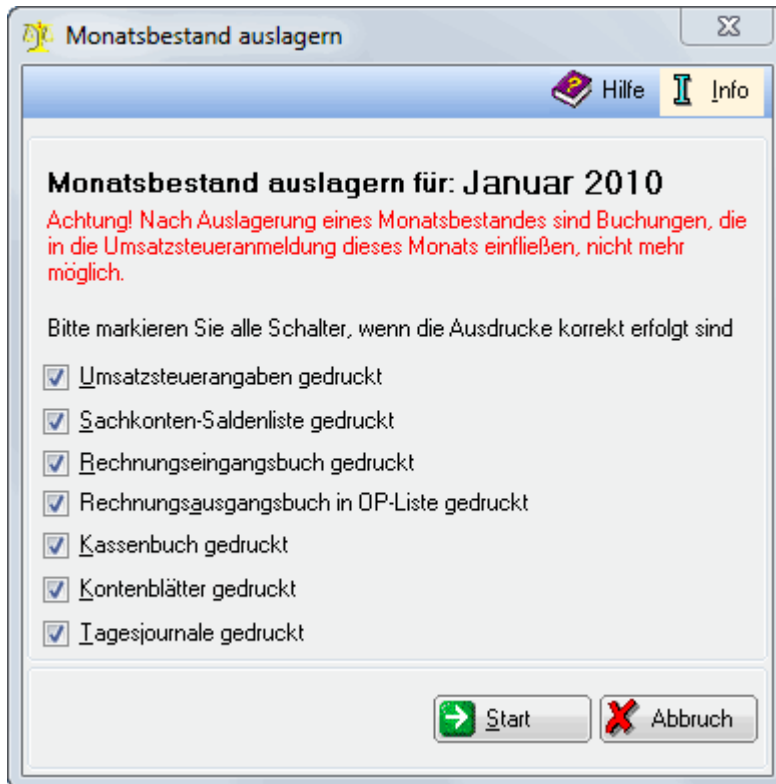 Monatsbestand auslagern
Hilfe Info
Monatsbestand auslagern für: Januar 2010
Achtung! Nach Auslagerung eines Monatsbestandes sind Buchungen, die
in die Umsatzsteueranmeldung dieses Monats einfließen, nicht mehr
möglich.
Bitte markieren Sie alle Schalter, wenn die Ausdrucke korrekt erfolgt sind
Umsatzsteuerangaben gedruckt
Sachkonten-Saldenliste gedruckt
Rechnungseingangsbuch gedruckt
Rechnungsausgangsbuch in OP-Liste gedruckt
Kassenbuch gedruckt
Kontenblätter gedruckt
Tagesjournale gedruckt
Start Abbruch